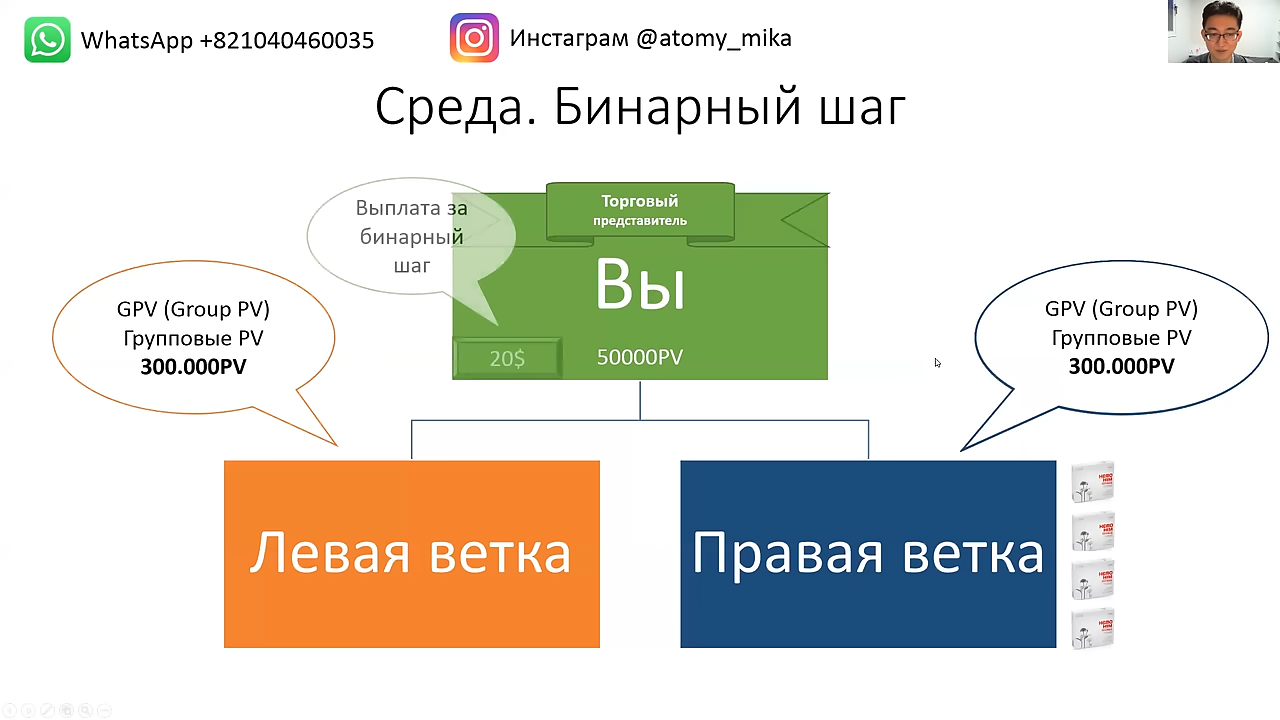 WhatsApp +821040460035
Инстаграм @atomy_mika
Среда. Бинарный шаг
Выплата за
бинарный
шаг
Торговый
представитель
Вы
20$
50000PV
GPV (Group PV)
Групповые PV
300.000PV
GPV (Group PV)
Групповые PV
300.000PV
Левая ветка
Правая ветка